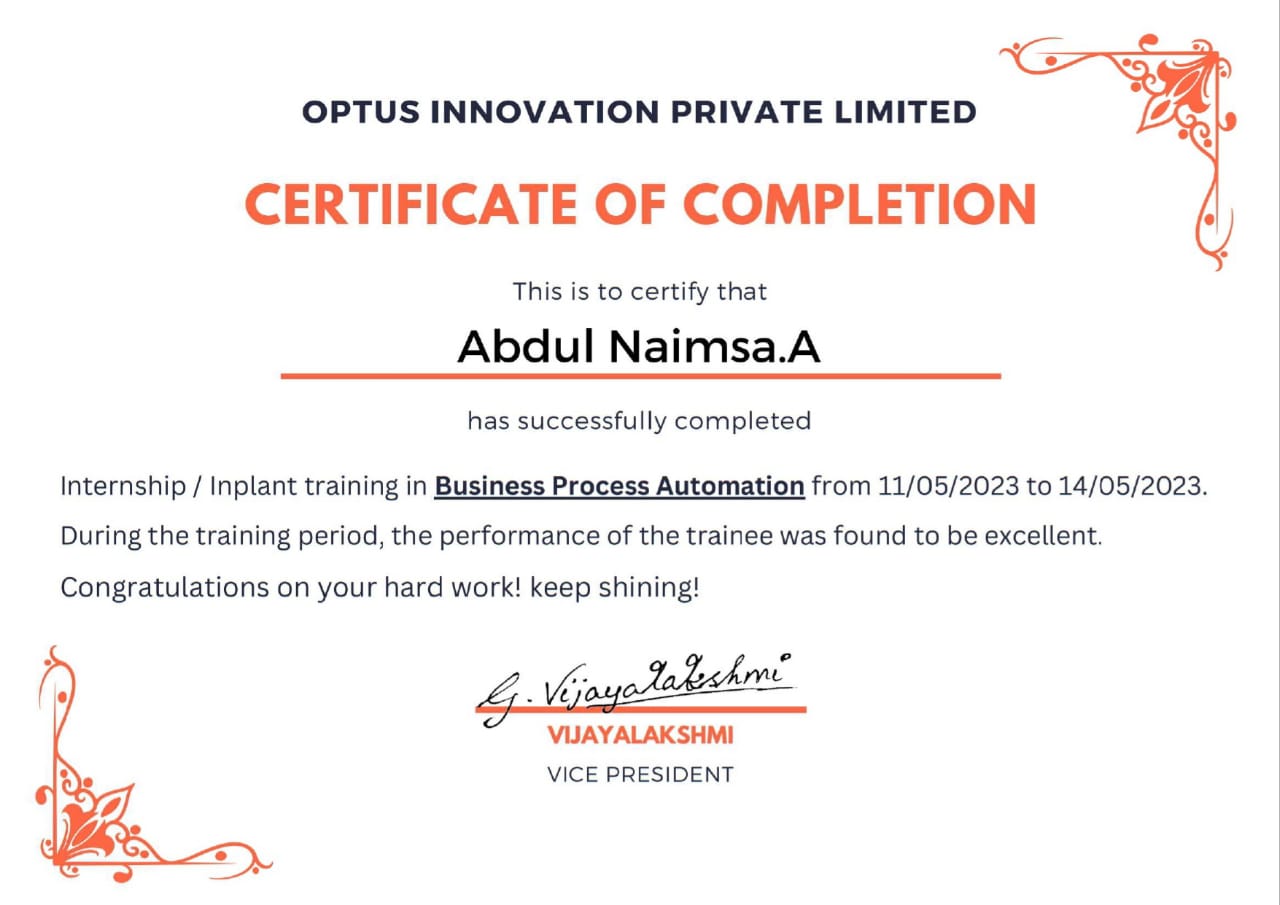 OPTUS INNOVATION PRIVATE LIMITED
CERTIFICATE OF COMPLETION
This is to certify that
Abdul Naimsa.A
has successfully completed
Internship / Inplant training in Business Process Automation from 11/05/2023 to 14/05/2023.
During the training period, the performance of the trainee was found to be excellent.
Congratulations on your hard work! keep shining!
G. Vijayalakshmi
VIJAYALAKSHMI
VICE PRESIDENT